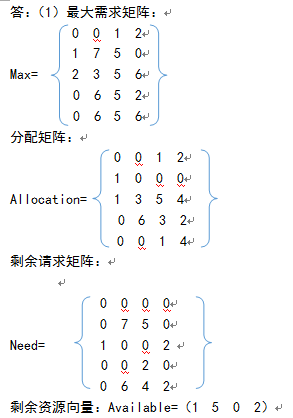 答：（1）最大需求矩阵：
0 0 1 2
1 7 5 0
Max= 2 3 5 6
0 6 5 2
0 6 5 6
分配矩阵：
0 0 1 2
1 0 0 0
Allocation= 1 3 5 4
0 6 3 2
0 0 1 4
剩余请求矩阵：
0 0 0 0
0 7 5 0
Need= 1 0 0 2
0 0 2 0
0 6 4 2
剩余资源向量：Available=（1 5 0 2）